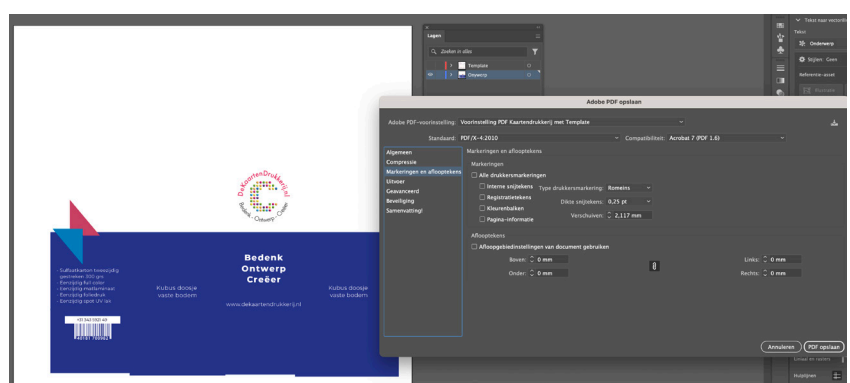 Lagen
Zoeken in alles
Template
Ontwerp
Tekst naar vectoriël
Tekst
Onderwerp
Stijlen: Geen
Referentie-asset
Adobe PDF opslaan
Adobe PDF-voorinstelling: Voorinstelling PDF Kaartendrukkerij met Template
Standaard: PDF/X-4:2010
Compatibiliteit: Acrobat 7 (PDF 1.6)
Algemeen
Compressie
Markeringen en aflooptekens
Uitvoer
Geavanceerd
Beveiliging
Samenvatting!
Markeringen en aflooptekens
Markeringen
Alle drukkersmarkeringen
Interne snijtekens
Registratietekens
Kleurenbalken
Pagina-informatie
Type drukkersmarkering: Romeins
Dikte snijtekens: 0,25 pt
Verschuiven: 2,117 mm
Aflooptekens
Afloopgebiedinstellingen van document gebruiken
Boven: 0 mm
Links: 0 mm
Onder: 0 mm
Rechts: 0 mm
Annuleren
PDF opslaan
Hulplijnen
DeKaartenDrukkerij.nl
Bedenk - Ontwerp - Creëer
Bedenk
Ontwerp
Creëer
www.dekaartendrukkerij.nl
Kubus doosje
vaste bodem
Kubus doosje
vaste bodem
- Sulfaatkarton tweezijdig
gestreken 300 grs
- Eenzijdig full color
- Eenzijdig matlaminaat
- Eenzijdig foliedruk
- Eenzijdig spot UV lak